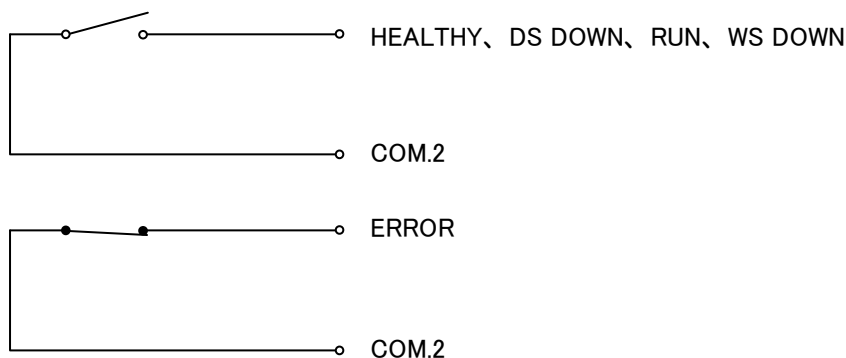 HEALTHY、DS DOWN、RUN、WS DOWN
COM.2
ERROR
COM.2